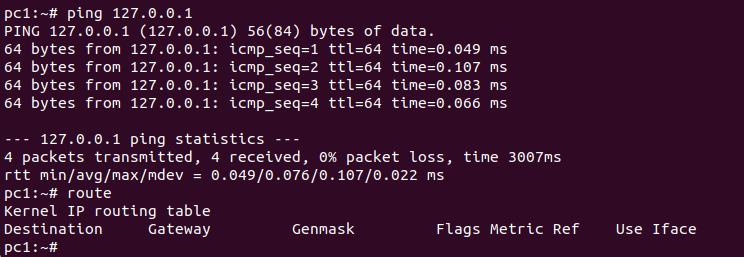 pc1:~# ping 127.0.0.1
PING 127.0.0.1 (127.0.0.1) 56(84) bytes of data.
64 bytes from 127.0.0.1: icmp_seq=1 ttl=64 time=0.049 ms
64 bytes from 127.0.0.1: icmp_seq=2 ttl=64 time=0.107 ms
64 bytes from 127.0.0.1: icmp_seq=3 ttl=64 time=0.083 ms
64 bytes from 127.0.0.1: icmp_seq=4 ttl=64 time=0.066 ms
--- 127.0.0.1 ping statistics ---
4 packets transmitted, 4 received, 0% packet loss, time 3007ms
rtt min/avg/max/mdev = 0.049/0.076/0.107/0.022 ms
pc1:~# route
Kernel IP routing table
Destination     Gateway         Genmask         Flags Metric Ref    Use Iface
pc1:~#